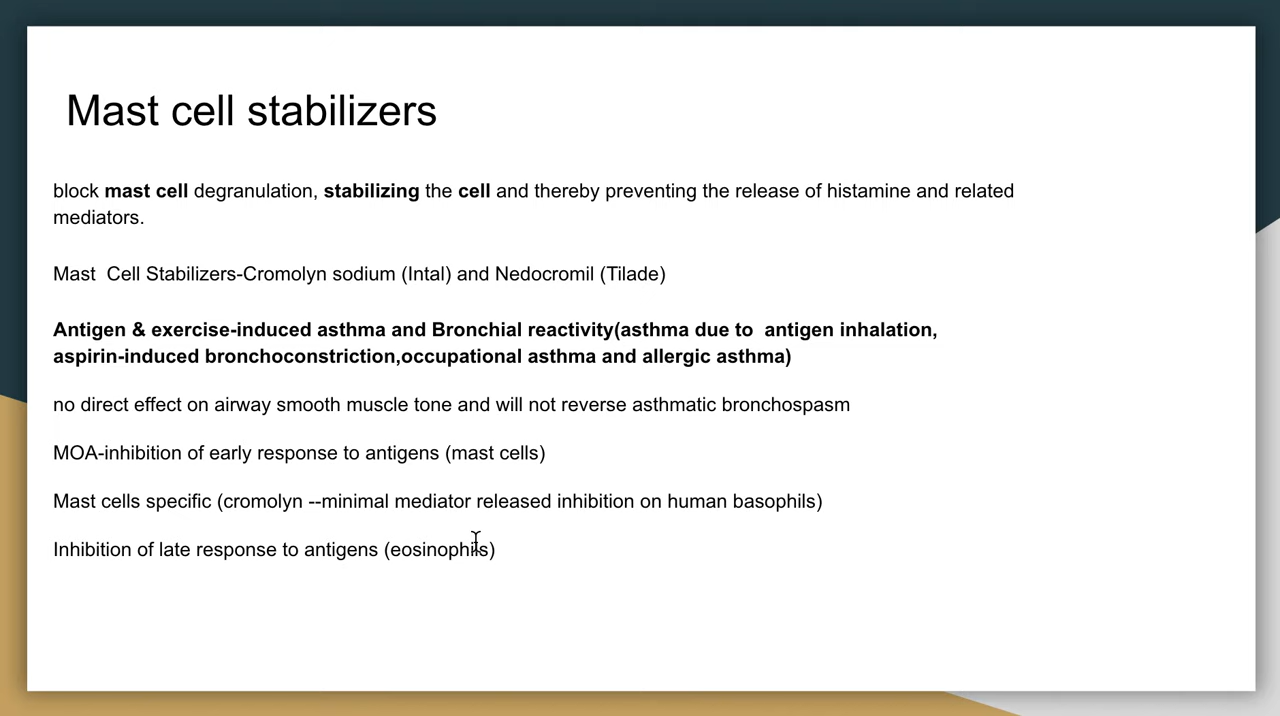 Mast cell stabilizers
block mast cell degranulation, stabilizing the cell and thereby preventing the release of histamine and related
mediators.
Mast  Cell Stabilizers-Cromolyn sodium (Intal) and Nedocromil (Tilade)
Antigen & exercise-induced asthma and Bronchial reactivity(asthma due to  antigen inhalation,
aspirin-induced bronchoconstriction,occupational asthma and allergic asthma)
no direct effect on airway smooth muscle tone and will not reverse asthmatic bronchospasm
MOA-inhibition of early response to antigens (mast cells)
Mast cells specific (cromolyn --minimal mediator released inhibition on human basophils)
Inhibition of late response to antigens (eosinophils)